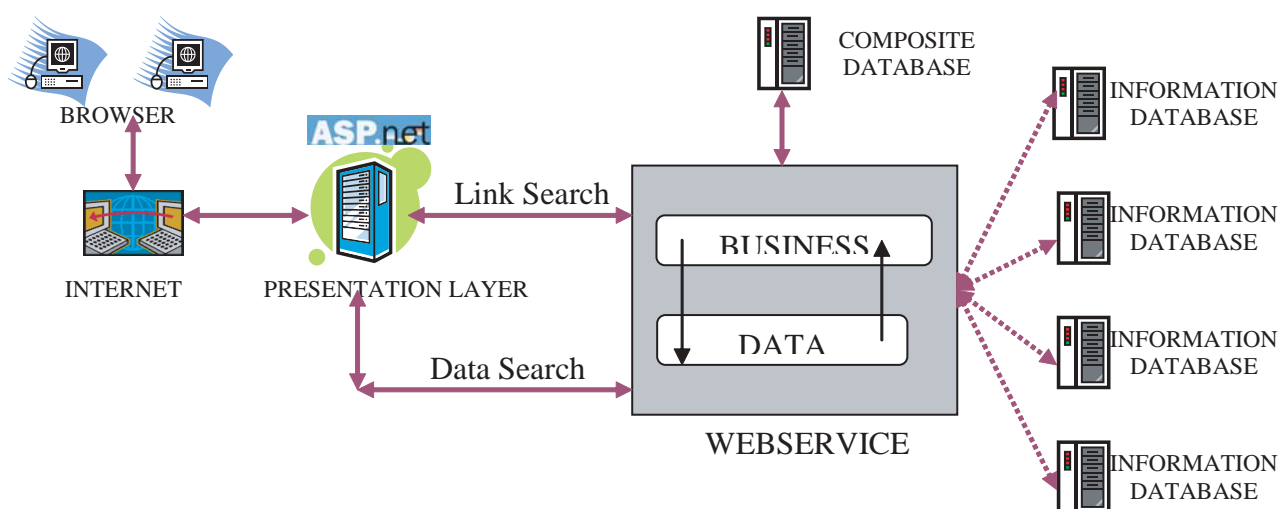 COMPOSITE
DATABASE
INFORMATION
DATABASE
BROWSER
ASP.net
Link Search
INFORMATION
DATABASE
BUSINESS
INTERNET
PRESENTATION LAYER
DATA
INFORMATION
DATABASE
Data Search
WEBSERVICE
INFORMATION
DATABASE